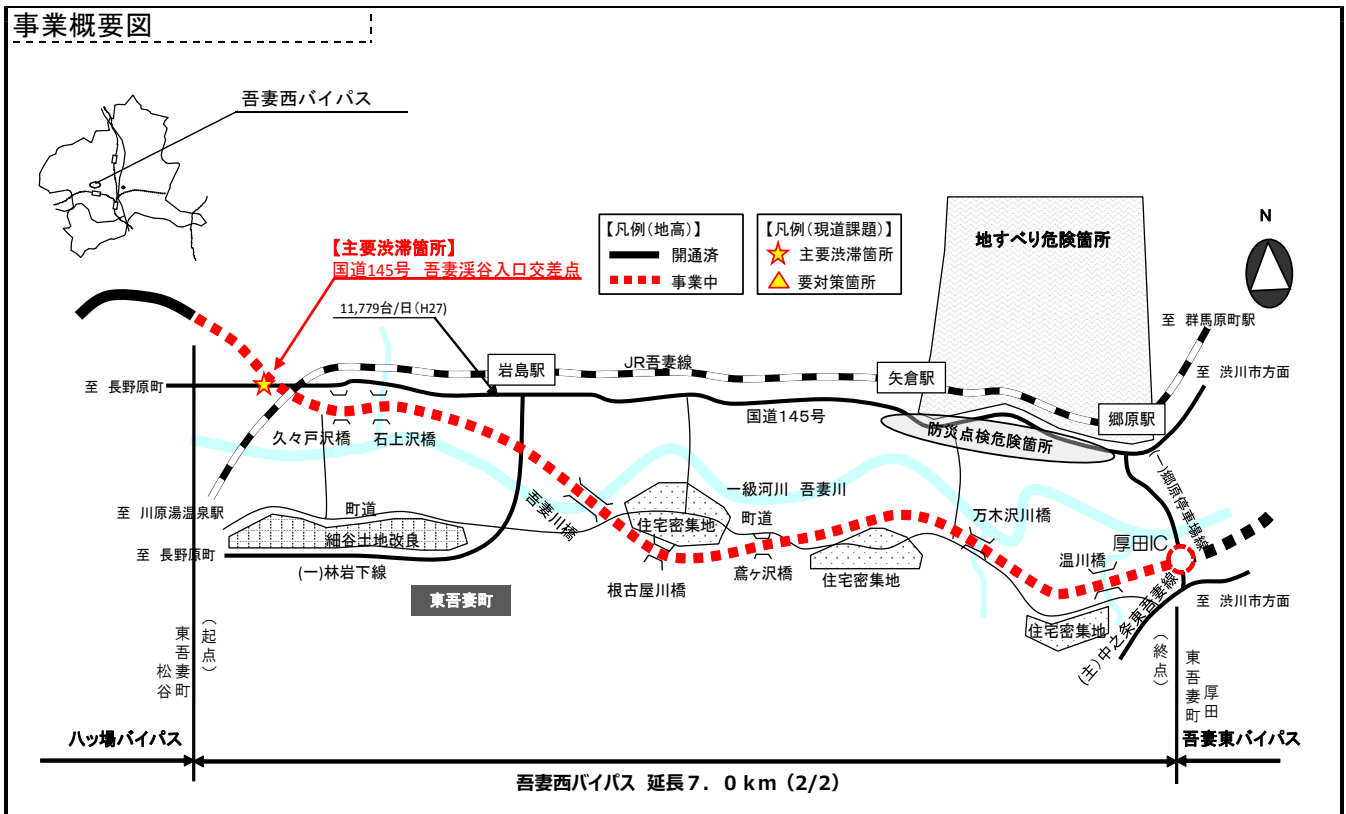 事業概要図
吾妻西バイパス
【主要渋滞箇所】
国道145号 吾妻渓谷入口交差点
11,779台/日(H27)
【凡例(地高)】
開通済
事業中
【凡例(現道課題)】
主要渋滞箇所
要対策箇所
地すべり危険箇所
N
至 群馬原町駅
至 長野原町
岩島駅
JR吾妻線
矢倉駅
至 渋川市方面
郷原駅
国道145号
防災点検危険箇所
久々戸沢橋
石上沢橋
(一)郷原停車場線
一級河川 吾妻川
吾妻川橋
至 川原湯温泉駅
町道
住宅密集地
町道
万木沢川橋
厚田IC
細谷土地改良
至 長野原町
(一)林岩下線
根古屋川橋
鳶ヶ沢橋
住宅密集地
温川橋
東吾妻町
住宅密集地
(主)中之条東吾妻線
至 渋川市方面
(起点)
東吾妻町
松谷
(終点)
東吾妻町
厚田
八ッ場バイパス
吾妻東バイパス
吾妻西バイパス 延長7.0km (2/2)